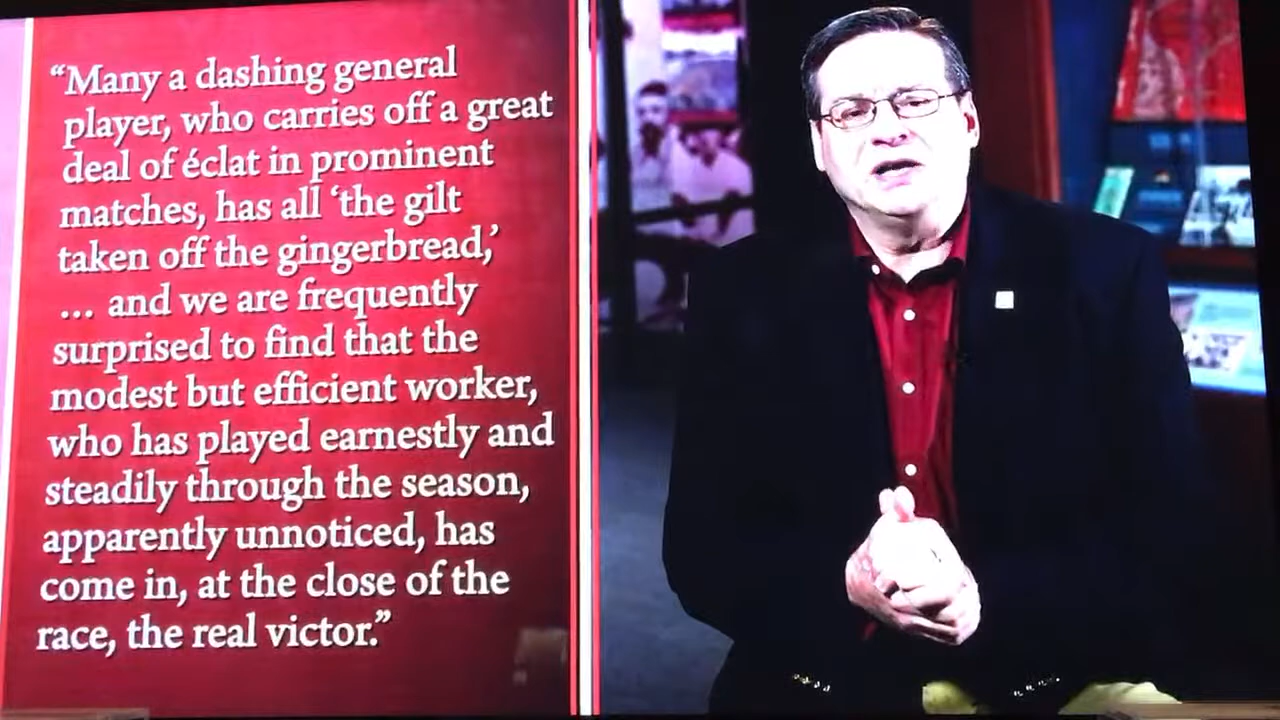 “Many a dashing general
player, who carries off a great
deal of éclat in prominent
matches, has all ‘the gilt
taken off the gingerbread,’
... and we are frequently
surprised to find that the
modest but efficient worker,
who has played earnestly and
steadily through the season,
apparently unnoticed, has
come in, at the close of the
race, the real victor.”